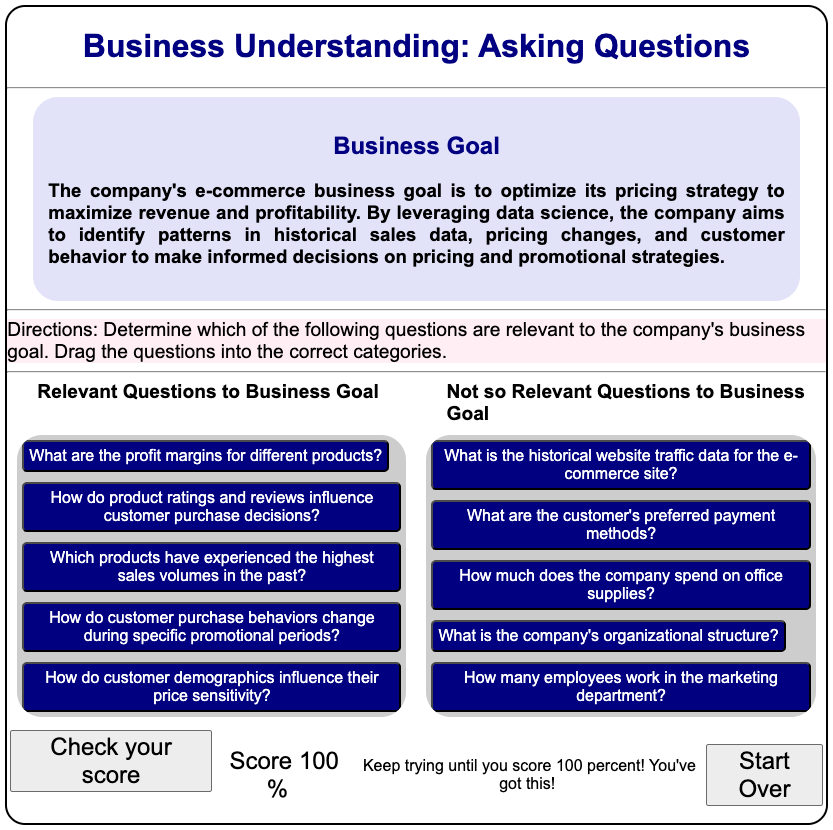 Business Understanding: Asking Questions
Business Goal
The company's e-commerce business goal is to optimize its pricing strategy to
maximize revenue and profitability. By leveraging data science, the company aims
to identify patterns in historical sales data, pricing changes, and customer
behavior to make informed decisions on pricing and promotional strategies.
Directions: Determine which of the following questions are relevant to the company's business
goal. Drag the questions into the correct categories.
Relevant Questions to Business Goal
What are the profit margins for different products?
How do product ratings and reviews influence
customer purchase decisions?
Which products have experienced the highest
sales volumes in the past?
How do customer purchase behaviors change
during specific promotional periods?
How do customer demographics influence their
price sensitivity?
Not so Relevant Questions to Business
Goal
What is the historical website traffic data for the e-
commerce site?
What are the customer's preferred payment
methods?
How much does the company spend on office
supplies?
What is the company's organizational structure?
How many employees work in the marketing
department?
Check your
score
Score 100
%
Keep trying until you score 100 percent! You've
got this!
Start
Over